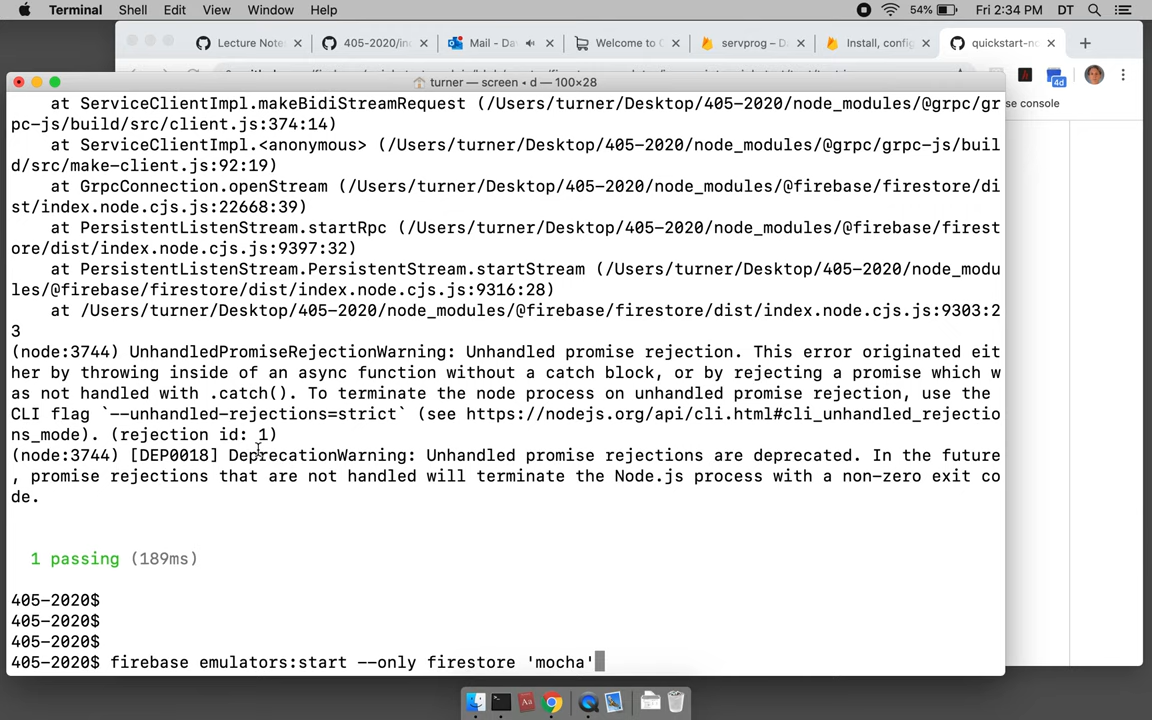 Terminal Shell Edit View Window Help 54% Fri 2:34 PM DT
Lecture Note 405-2020/in Mail - Da Welcome to servprog – D Install, config quickstart-n
turner — screen ◂ d — 100×28
se console
4d
at ServiceClientImpl.makeBidiStreamRequest (/Users/turner/Desktop/405-2020/node_modules/@grpc/gr
pc-js/build/src/client.js:374:14)
at ServiceClientImpl.<anonymous> (/Users/turner/Desktop/405-2020/node_modules/@grpc/grpc-js/buil
d/src/make-client.js:92:19)
at GrpcConnection.openStream (/Users/turner/Desktop/405-2020/node_modules/@firebase/firestore/di
st/index.node.cjs.js:22668:39)
at PersistentListenStream.startRpc (/Users/turner/Desktop/405-2020/node_modules/@firebase/firest
ore/dist/index.node.cjs.js:9397:32)
at PersistentListenStream.PersistentStream.startStream (/Users/turner/Desktop/405-2020/node_modu
les/@firebase/firestore/dist/index.node.cjs.js:9316:28)
at /Users/turner/Desktop/405-2020/node_modules/@firebase/firestore/dist/index.node.cjs.js:9303:2
3
(node:3744) UnhandledPromiseRejectionWarning: Unhandled promise rejection. This error originated eit
her by throwing inside of an async function without a catch block, or by rejecting a promise which w
as not handled with .catch(). To terminate the node process on unhandled promise rejection, use the
CLI flag `--unhandled-rejections=strict` (see https://nodejs.org/api/cli.html#cli_unhandled_rejectio
ns_mode). (rejection id: 1)
(node:3744) [DEP0018] DeprecationWarning: Unhandled promise rejections are deprecated. In the future
, promise rejections that are not handled will terminate the Node.js process with a non-zero exit co
de.
1 passing (189ms)
405-2020$
405-2020$
405-2020$
405-2020$ firebase emulators:start --only firestore 'mocha'